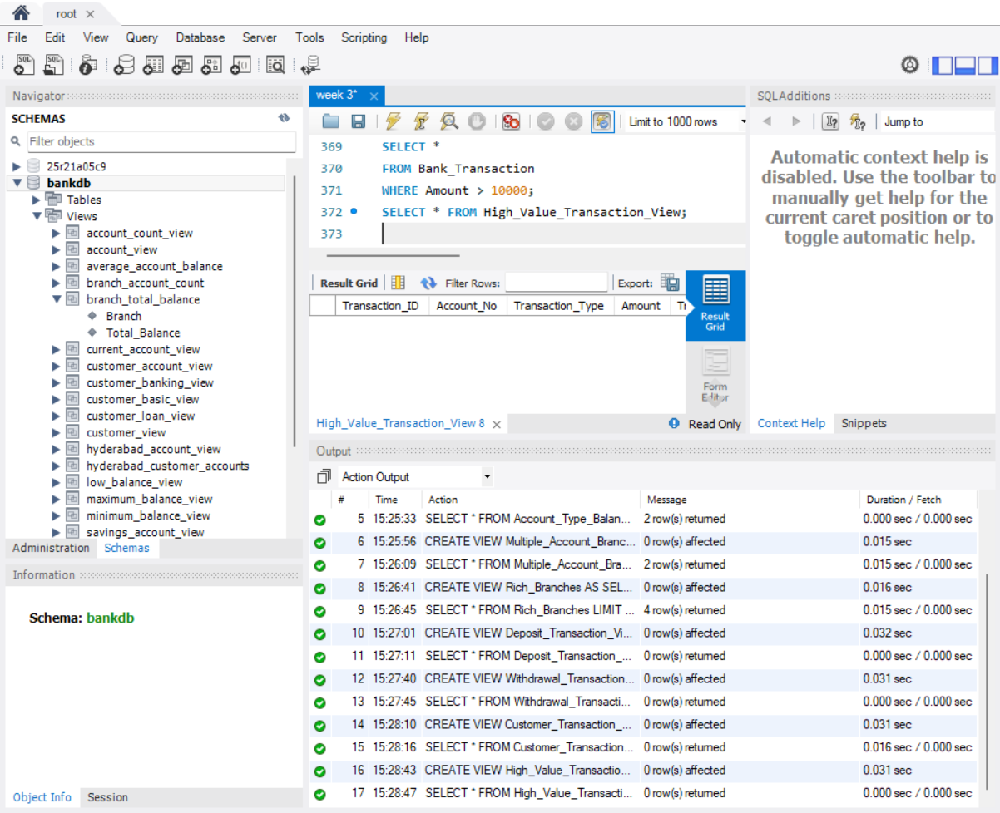 root
File Edit View Query Database Server Tools Scripting Help
Navigator
SCHEMAS
Filter objects
25r21a05c9
bankdb
Tables
Views
account_count_view
account_view
average_account_balance
branch_account_count
branch_total_balance
Branch
Total_Balance
current_account_view
customer_account_view
customer_banking_view
customer_basic_view
customer_loan_view
customer_view
hyderabad_account_view
hyderabad_customer_accounts
low_balance_view
maximum_balance_view
minimum_balance_view
savings_account_view
Administration Schemas
Information
Schema: bankdb
Object Info Session
week 3*
Limit to 1000 rows
369 SELECT *
370 FROM Bank_Transaction
371 WHERE Amount > 10000;
372 SELECT * FROM High_Value_Transaction_View;
373
Result Grid Filter Rows: Export:
Transaction_ID Account_No Transaction_Type Amount
Result
Grid
Form
Editor
High_Value_Transaction_View 8 Read Only
SQLAdditions
Jump to
Automatic context help is
disabled. Use the toolbar to
manually get help for the
current caret position or to
toggle automatic help.
Context Help Snippets
Output
Action Output
# Time Action Message Duration / Fetch
5 15:25:33 SELECT * FROM Account_Type_Balan... 2 row(s) returned 0.000 sec / 0.000 sec
6 15:25:56 CREATE VIEW Multiple_Account_Branc... 0 row(s) affected 0.015 sec
7 15:26:09 SELECT * FROM Multiple_Account_Bra... 2 row(s) returned 0.015 sec / 0.000 sec
8 15:26:41 CREATE VIEW Rich_Branches AS SEL... 0 row(s) affected 0.016 sec
9 15:26:45 SELECT * FROM Rich_Branches LIMIT ... 4 row(s) returned 0.015 sec / 0.000 sec
10 15:27:01 CREATE VIEW Deposit_Transaction_Vi... 0 row(s) affected 0.032 sec
11 15:27:11 SELECT * FROM Deposit_Transaction_... 0 row(s) returned 0.000 sec / 0.000 sec
12 15:27:40 CREATE VIEW Withdrawal_Transaction... 0 row(s) affected 0.031 sec
13 15:27:45 SELECT * FROM Withdrawal_Transacti... 0 row(s) returned 0.000 sec / 0.000 sec
14 15:28:10 CREATE VIEW Customer_Transaction_... 0 row(s) affected 0.031 sec
15 15:28:16 SELECT * FROM Customer_Transaction... 0 row(s) returned 0.016 sec / 0.000 sec
16 15:28:43 CREATE VIEW High_Value_Transactio... 0 row(s) affected 0.031 sec
17 15:28:47 SELECT * FROM High_Value_Transacti... 0 row(s) returned 0.000 sec / 0.000 sec